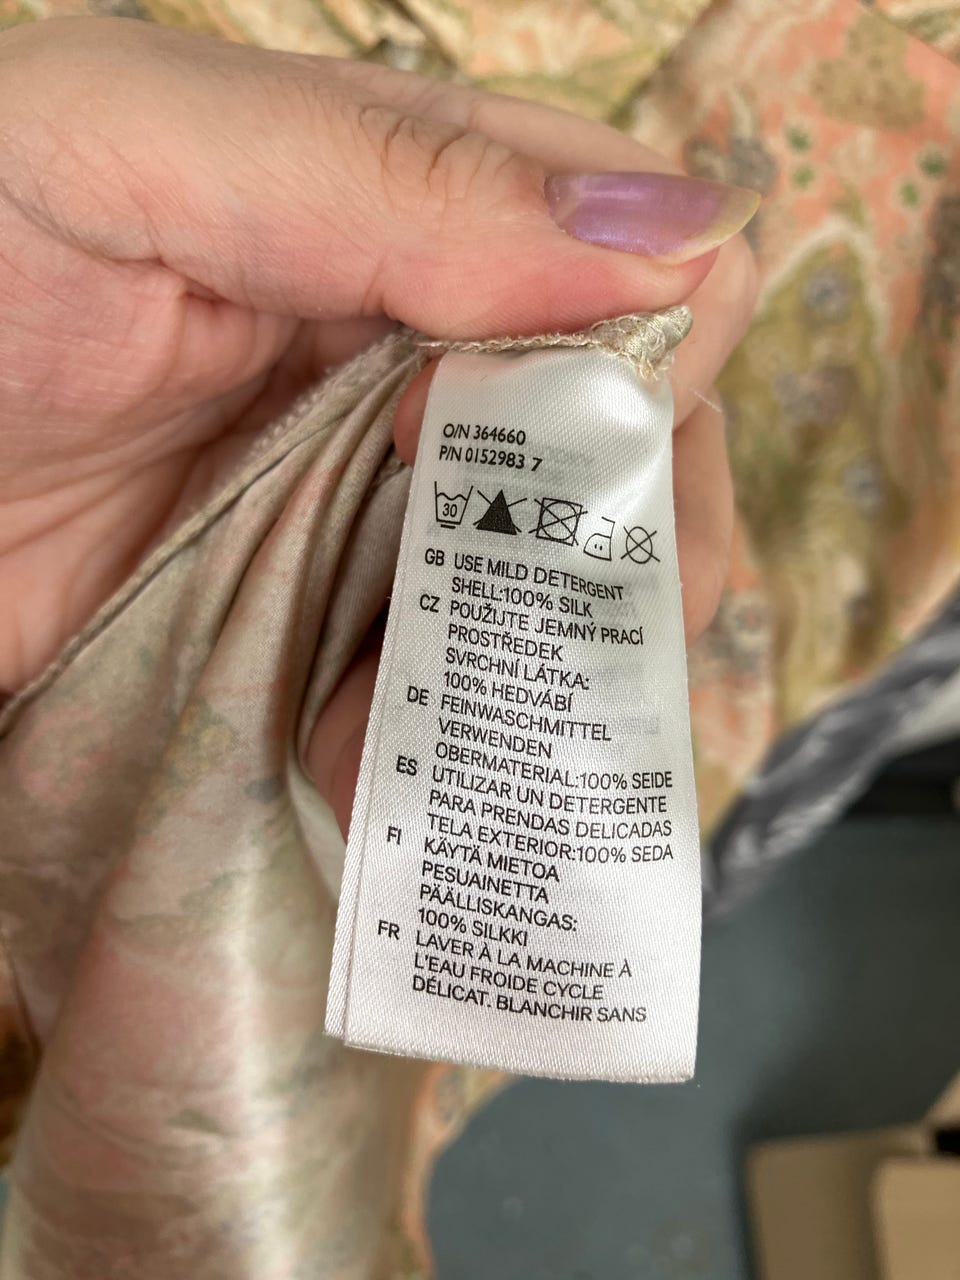 O/N 364660
P/N 0152983 7
30
GB USE MILD DETERGENT
SHELL:100% SILK
CZ POUŽIJTE JEMNÝ PRACÍ
PROSTŘEDEK
SVRCHNÍ LÁTKA:
100% HEDVÁBÍ
DE FEINWASCHMITTEL
VERWENDEN
OBERMATERIAL:100% SEIDE
ES UTILIZAR UN DETERGENTE
PARA PRENDAS DELICADAS
TELA EXTERIOR:100% SEDA
FI KÄYTÄ MIETOA
PESUAINETTA
PÄÄLLISKANGAS:
100% SILKKI
FR LAVER À LA MACHINE À
L'EAU FROIDE CYCLE
DÉLICAT. BLANCHIR SANS